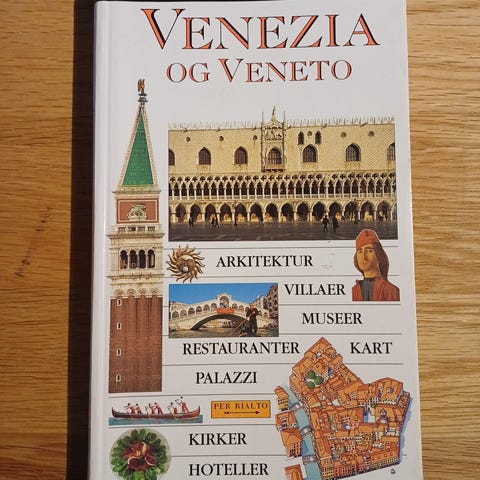 VENEZIA
OG VENETO
ARKITEKTUR
VILLAER
MUSEER
RESTAURANTER KART
PALAZZI
PER RIALTO
KIRKER
HOTELLER